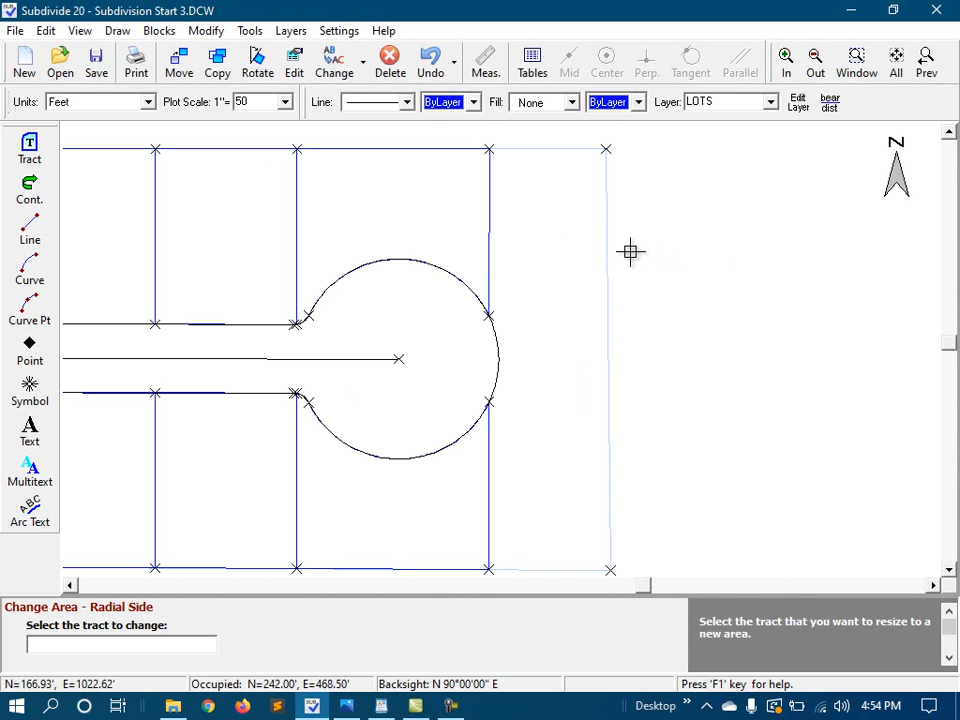 Subdivide 20 - Subdivision Start 3.DCW
File Edit View Draw Blocks Modify Tools Layers Settings Help
New Open Save Print Move Copy Rotate Edit Change Delete Undo Meas. Tables Mid Center Perp. Tangent Parallel In Out Window All Prev
Units: Feet Plot Scale: 1"= 50 Line: ByLayer Fill: None ByLayer Layer: LOTS Edit Layer bear dist
Tract
Cont.
Line
Curve
Curve Pt
Point
Symbol
Text
Multitext
Arc Text
N
Change Area - Radial Side
Select the tract to change:
Select the tract that you want to resize to a
new area.
N=166.93', E=1022.62' Occupied: N=242.00', E=468.50' Backsight: N 90°00'00" E Press 'F1' key for help.
Desktop 4:54 PM